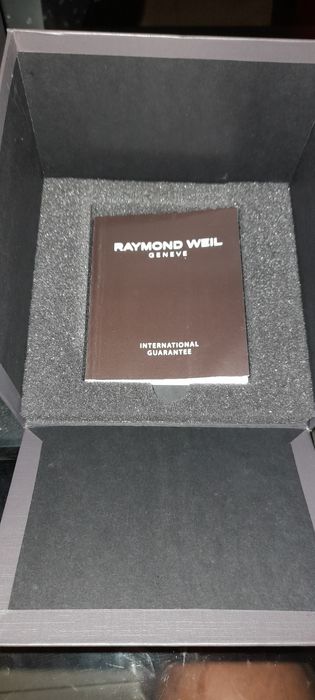 RAYMOND WEIL
GENEVE
INTERNATIONAL
GUARANTEE